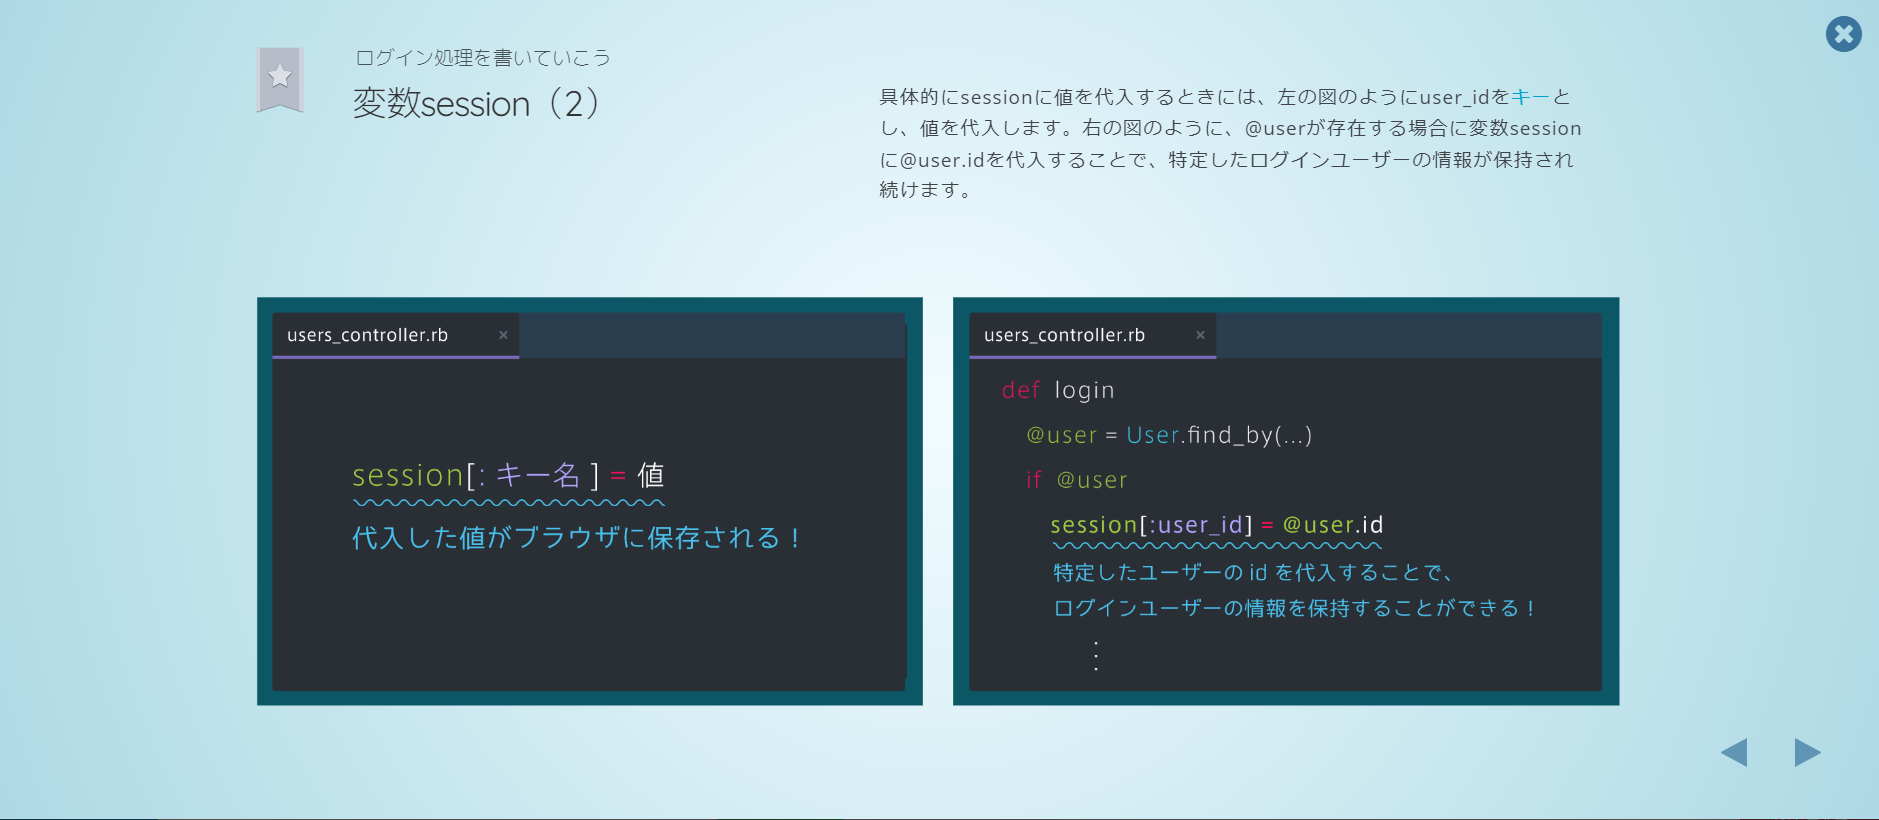 ログイン処理を書いていこう
変数session（2）
具体的にsessionに値を代入するときには、左の図のようにuser_idをキーと
し、値を代入します。右の図のように、@userが存在する場合に変数session
に@user.idを代入することで、特定したログインユーザーの情報が保持され
続けます。
users_controller.rb ×
session[: キー名 ] = 値
代入した値がブラウザに保存される！
users_controller.rb ×
def login
@user = User.find_by(...)
if @user
session[:user_id] = @user.id
特定したユーザーの id を代入することで、
ログインユーザーの情報を保持することができる！